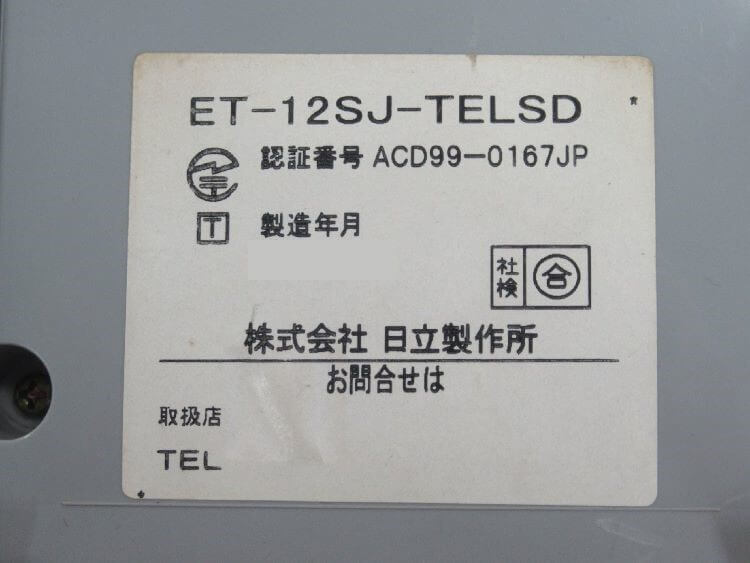 ET-12SJ-TELSD
認証番号 ACD99-0167JP
T 製造年月
社検 合
株式会社 日立製作所
お問合せは
取扱店
TEL